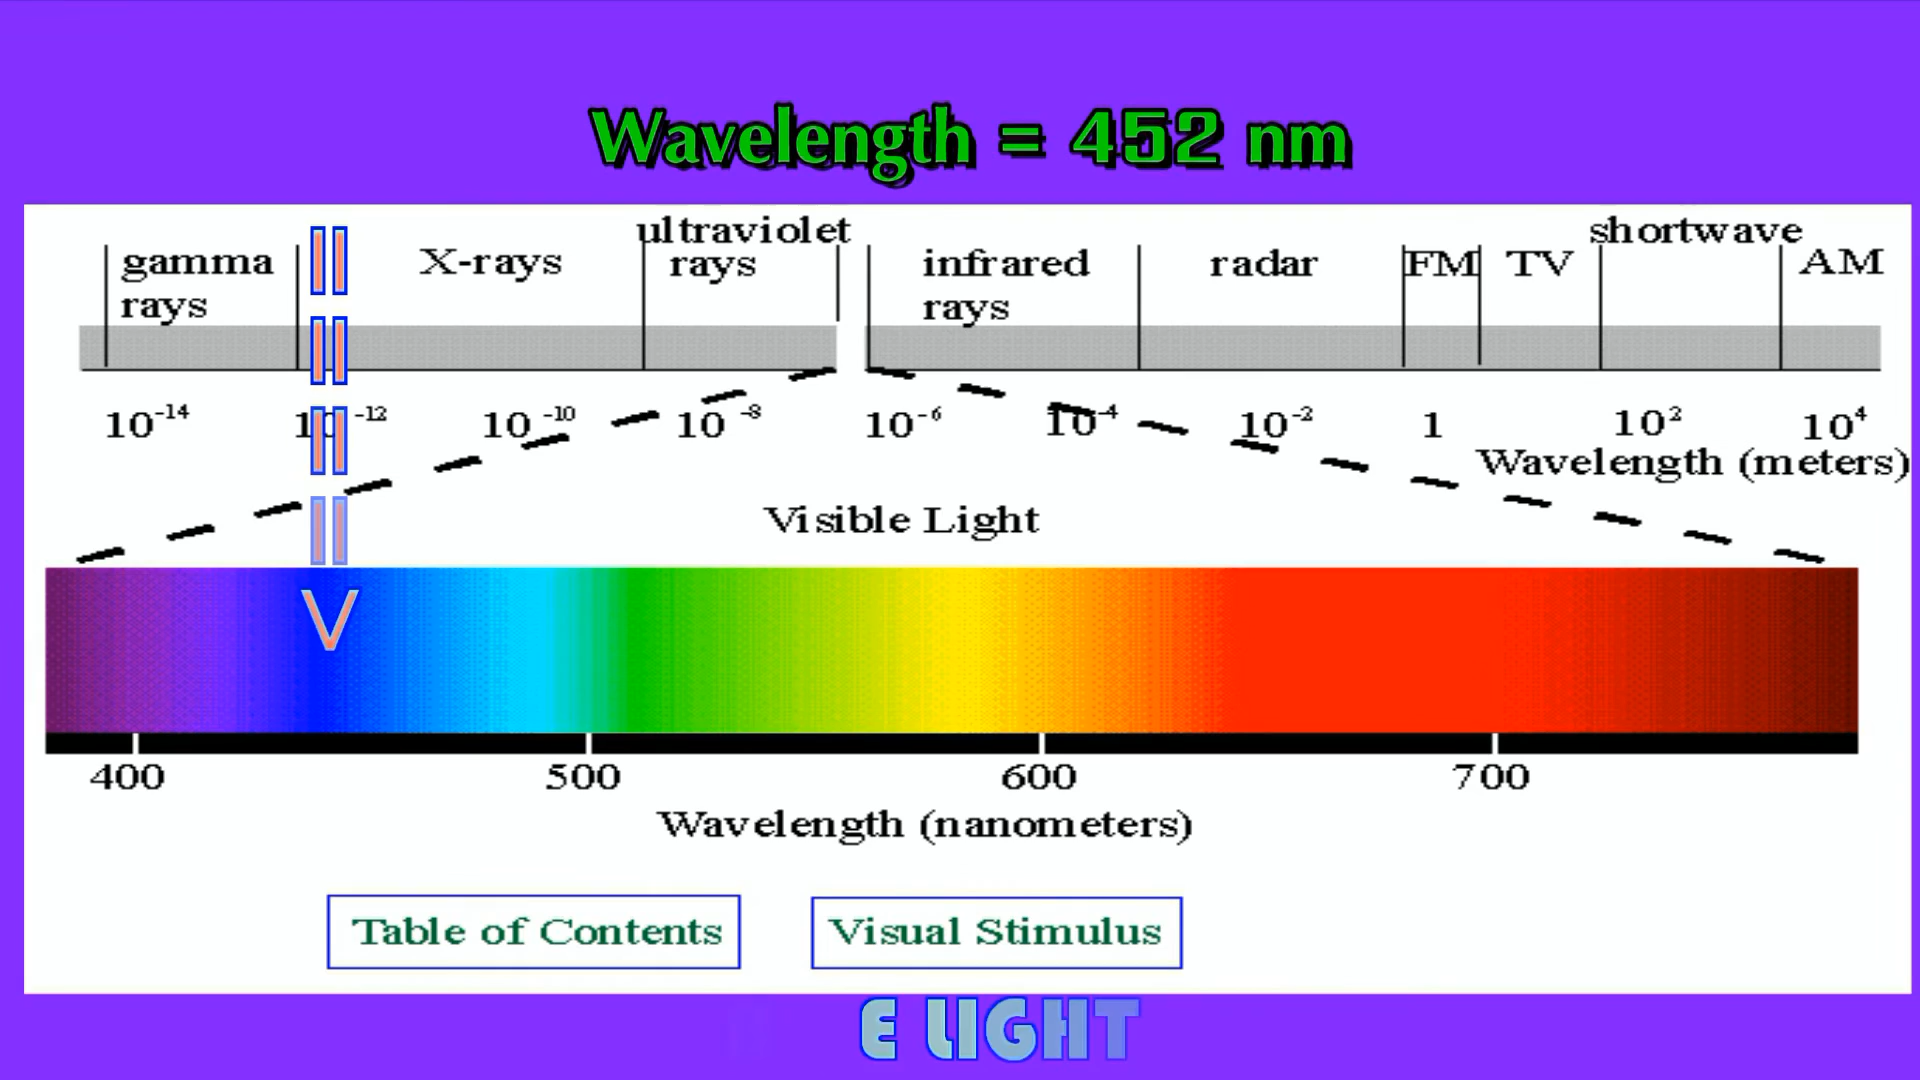 Wavelength = 452 nm
ultraviolet rays
shortwave
gamma rays
X-rays
infrared rays
radar
FM
TV
AM
10⁻¹⁴ 10⁻¹² 10⁻¹⁰ 10⁻⁸ 10⁻⁶ 10⁻⁴ 10⁻² 1 10² 10⁴
Wavelength (meters)
Visible Light
400 500 600 700
Wavelength (nanometers)
Table of Contents
Visual Stimulus
E LIGHT